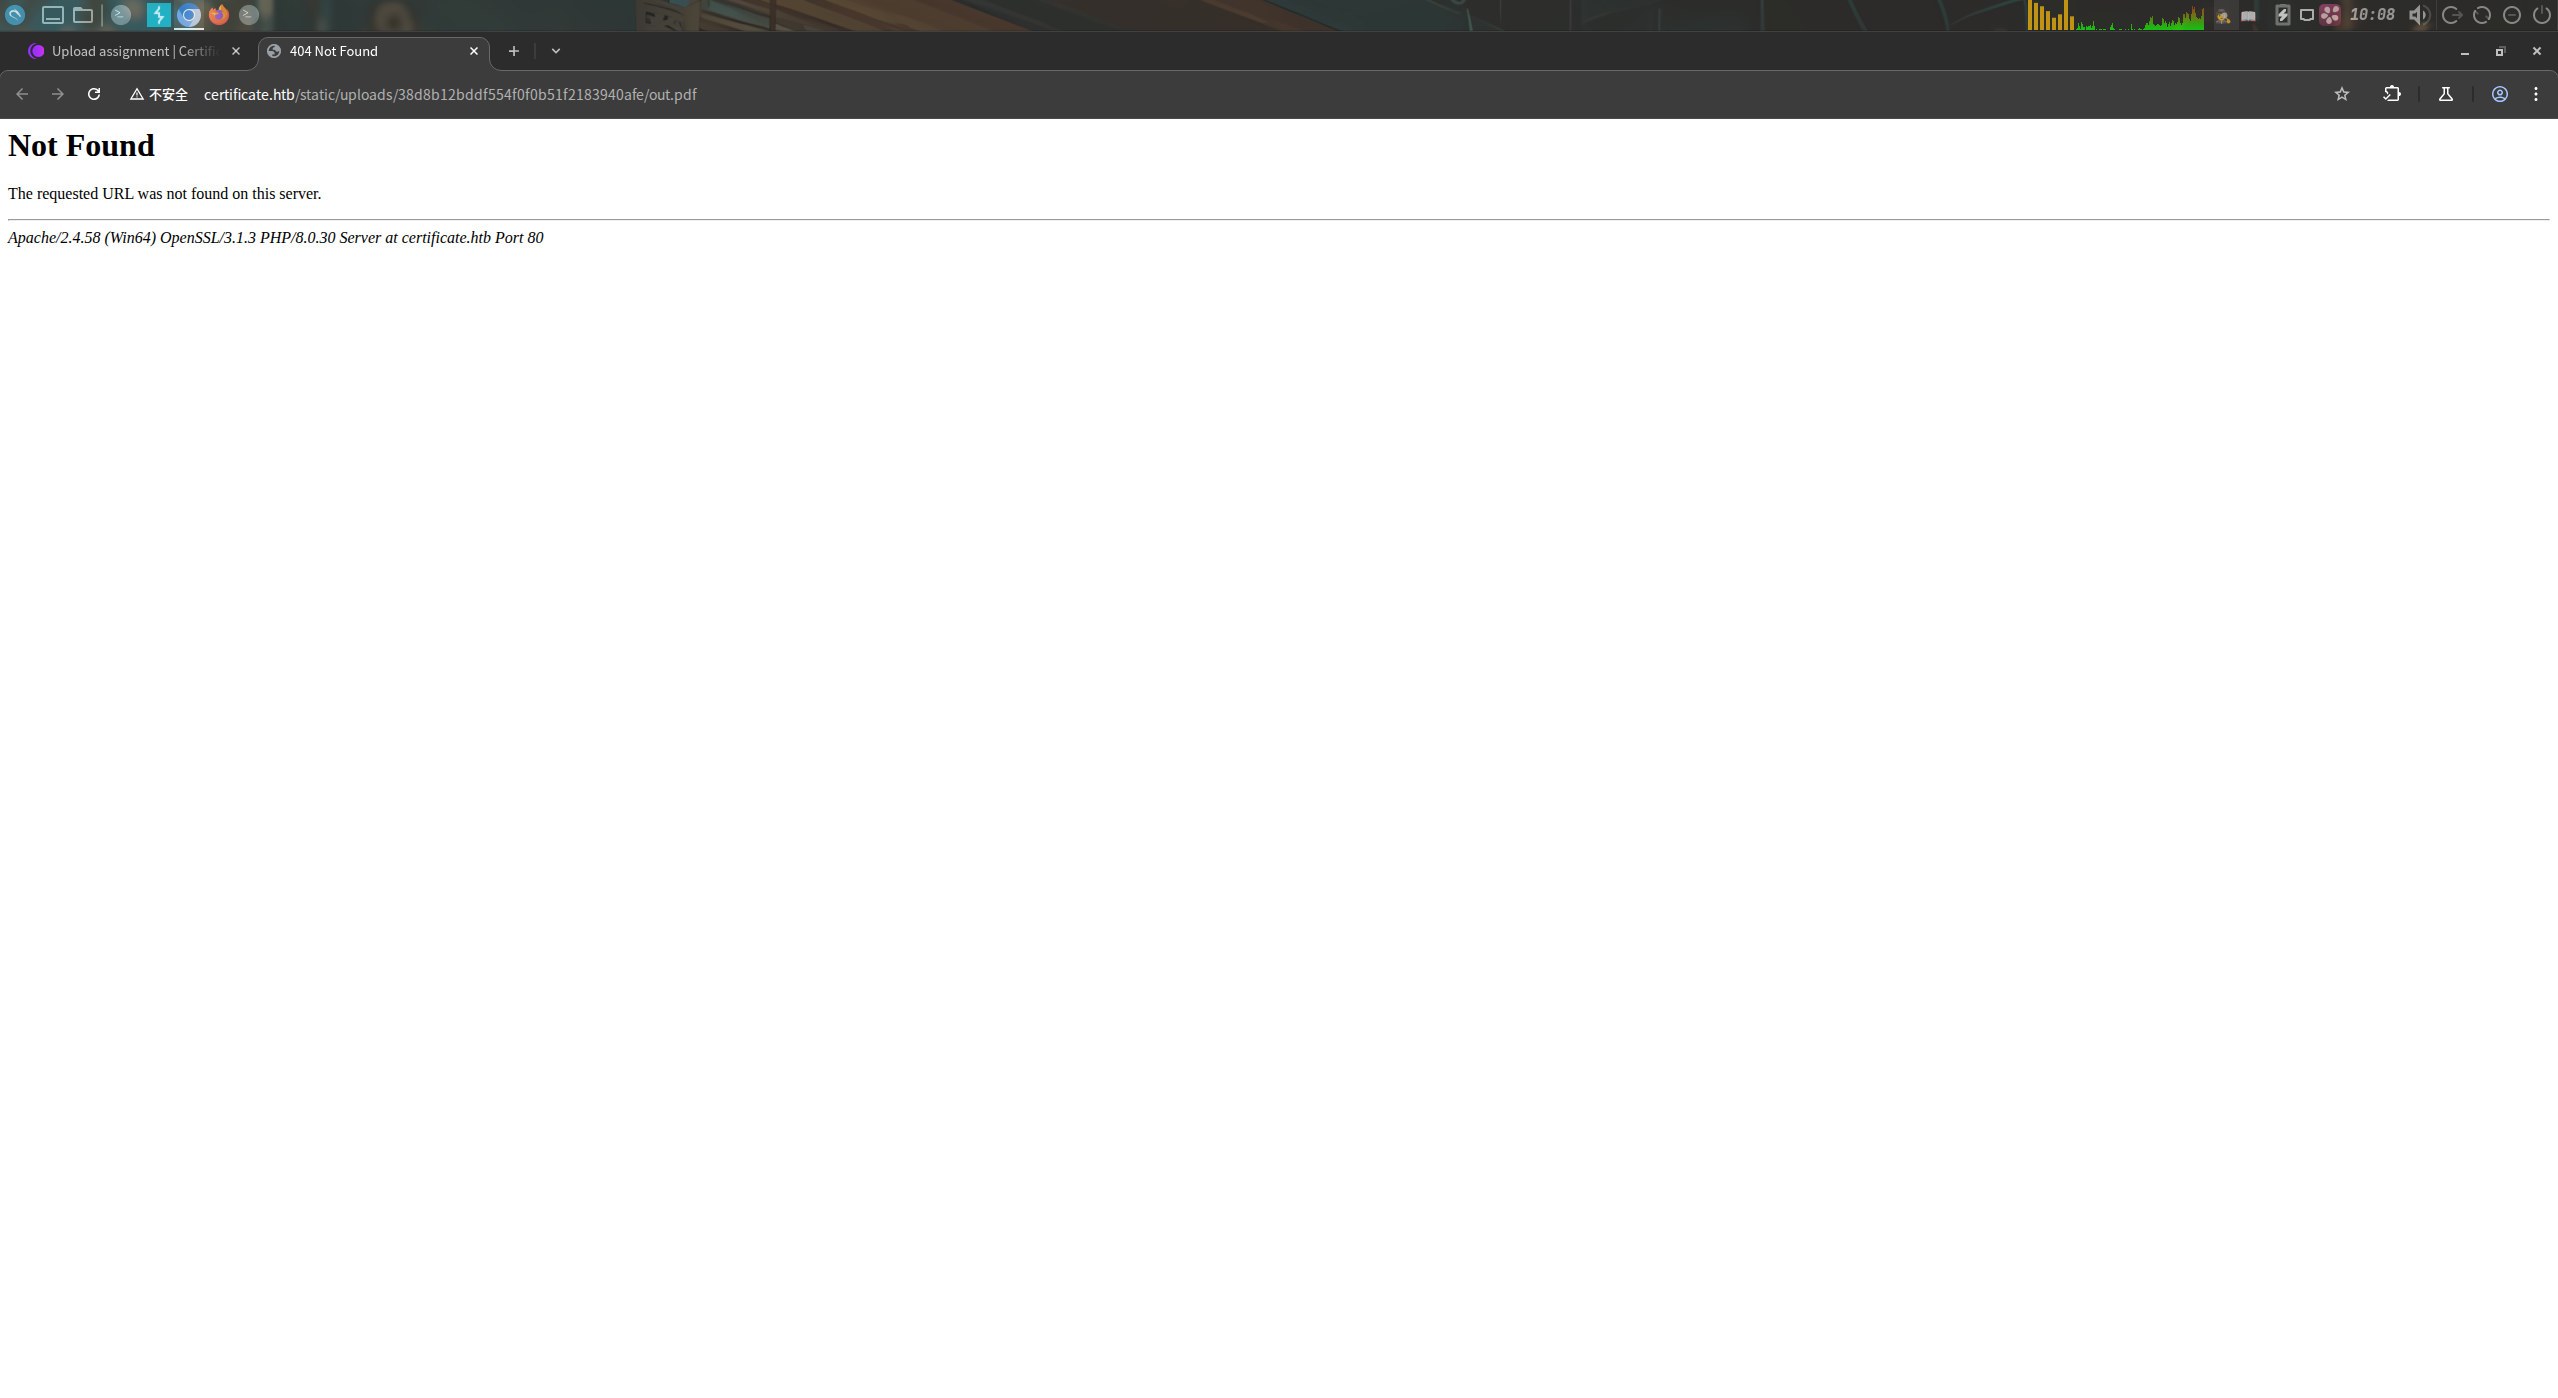 10:08
Upload assignment | Certifi
404 Not Found
不安全 certificate.htb/static/uploads/38d8b12bddf554f0f0b51f2183940afe/out.pdf
Not Found
The requested URL was not found on this server.
Apache/2.4.58 (Win64) OpenSSL/3.1.3 PHP/8.0.30 Server at certificate.htb Port 80